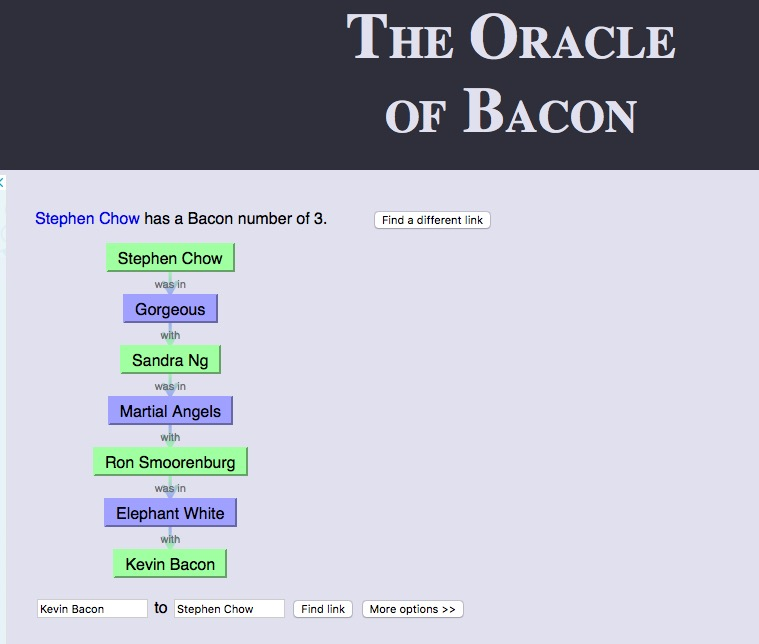 THE ORACLE
OF BACON
Stephen Chow has a Bacon number of 3.
Find a different link
Stephen Chow
was in
Gorgeous
with
Sandra Ng
was in
Martial Angels
with
Ron Smoorenburg
was in
Elephant White
with
Kevin Bacon
Kevin Bacon to Stephen Chow Find link More options >>